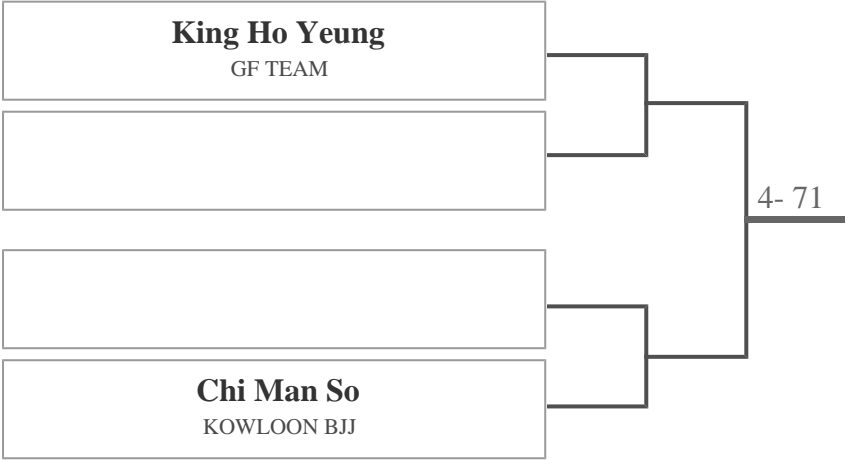 King Ho Yeung
GF TEAM
4- 71
Chi Man So
KOWLOON BJJ